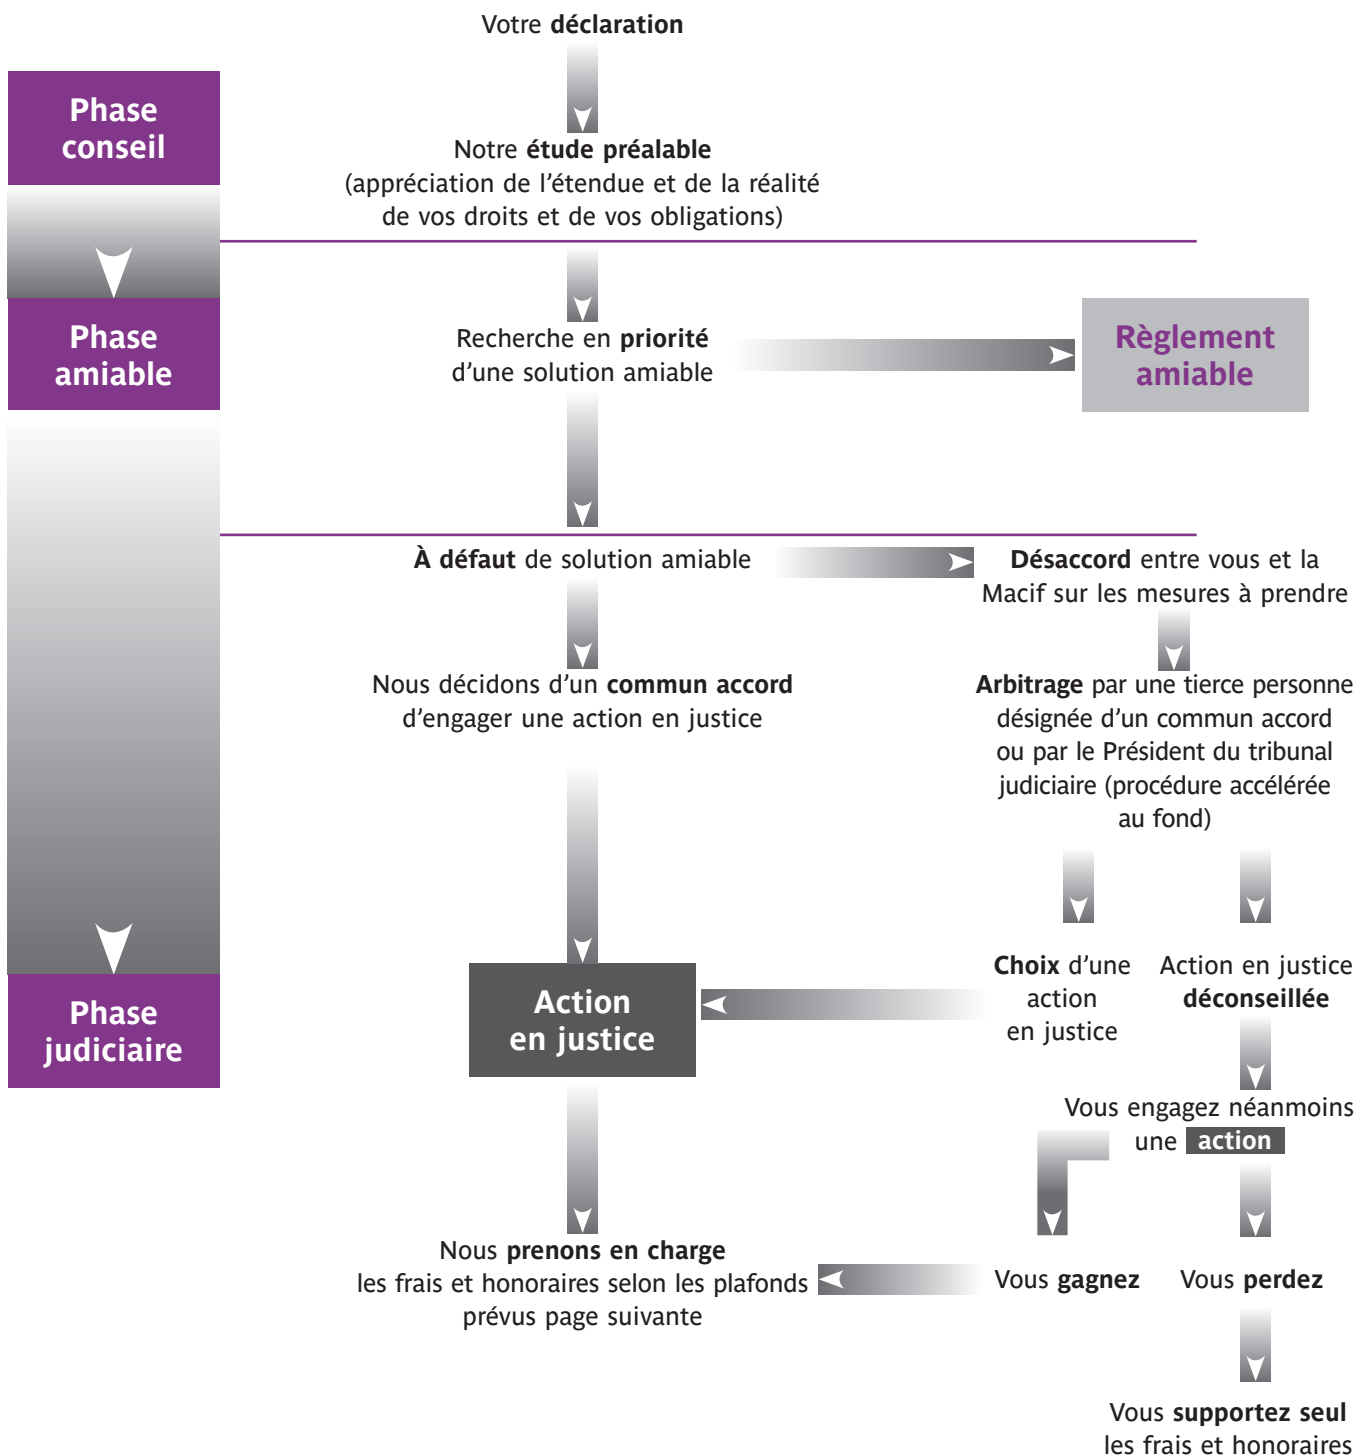 Votre déclaration
Phase
conseil
Notre étude préalable
(appréciation de l’étendue et de la réalité
de vos droits et de vos obligations)
Phase
amiable
Recherche en priorité
d’une solution amiable
Règlement
amiable
À défaut de solution amiable
Désaccord entre vous et la
Macif sur les mesures à prendre
Nous décidons d’un commun accord
d’engager une action en justice
Arbitrage par une tierce personne
désignée d’un commun accord
ou par le Président du tribunal
judiciaire (procédure accélérée
au fond)
Phase
judiciaire
Action
en justice
Choix d’une
action
en justice
Action en justice
déconseillée
Vous engagez néanmoins
une action
Nous prenons en charge
les frais et honoraires selon les plafonds
prévus page suivante
Vous gagnez
Vous perdez
Vous supportez seul
les frais et honoraires